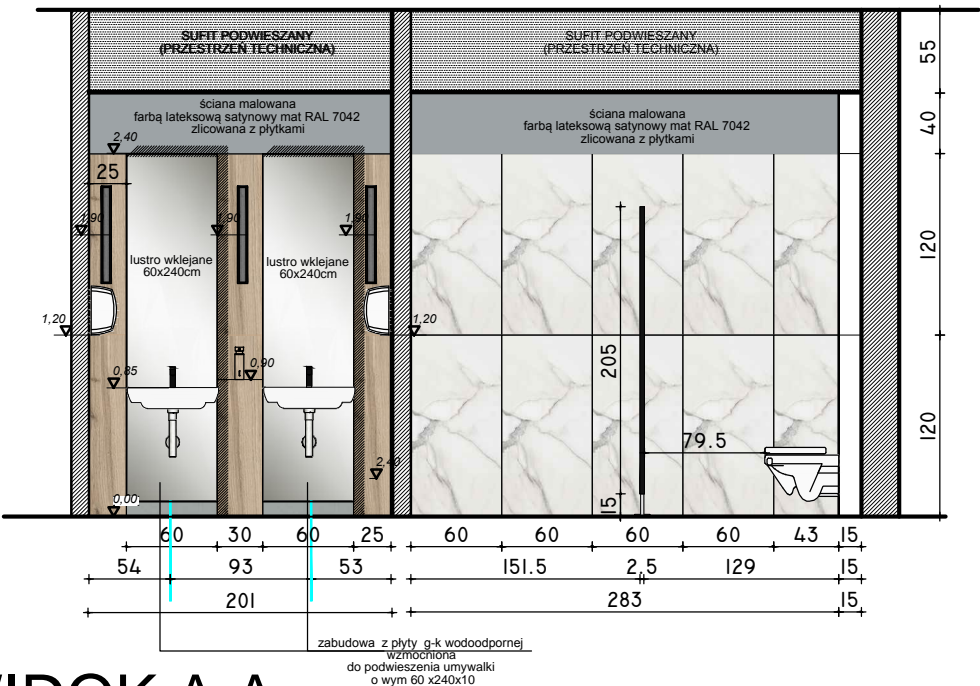 SUFIT PODWIESZANY
(PRZESTRZEŃ TECHNICZNA)
SUFIT PODWIESZANY
(PRZESTRZEŃ TECHNICZNA)
55
ściana malowana
farbą lateksową satynowy mat RAL 7042
zlicowana z płytkami
ściana malowana
farbą lateksową satynowy mat RAL 7042
zlicowana z płytkami
40
2,40
25
1,90
1,90
1,90
lustro wklejane
60x240cm
lustro wklejane
60x240cm
120
1,20
1,20
0,85
0,90
205
79.5
120
2,40
0,00
15
60 30 60 25 60 60 60 60 43 15
54 93 53 151.5 2,5 129 15
201 283 15
zabudowa z płyty g-k wodoodpornej
wzmocniona
do podwieszenia umywalki
o wym 60 x240x10
WIDOK A-A